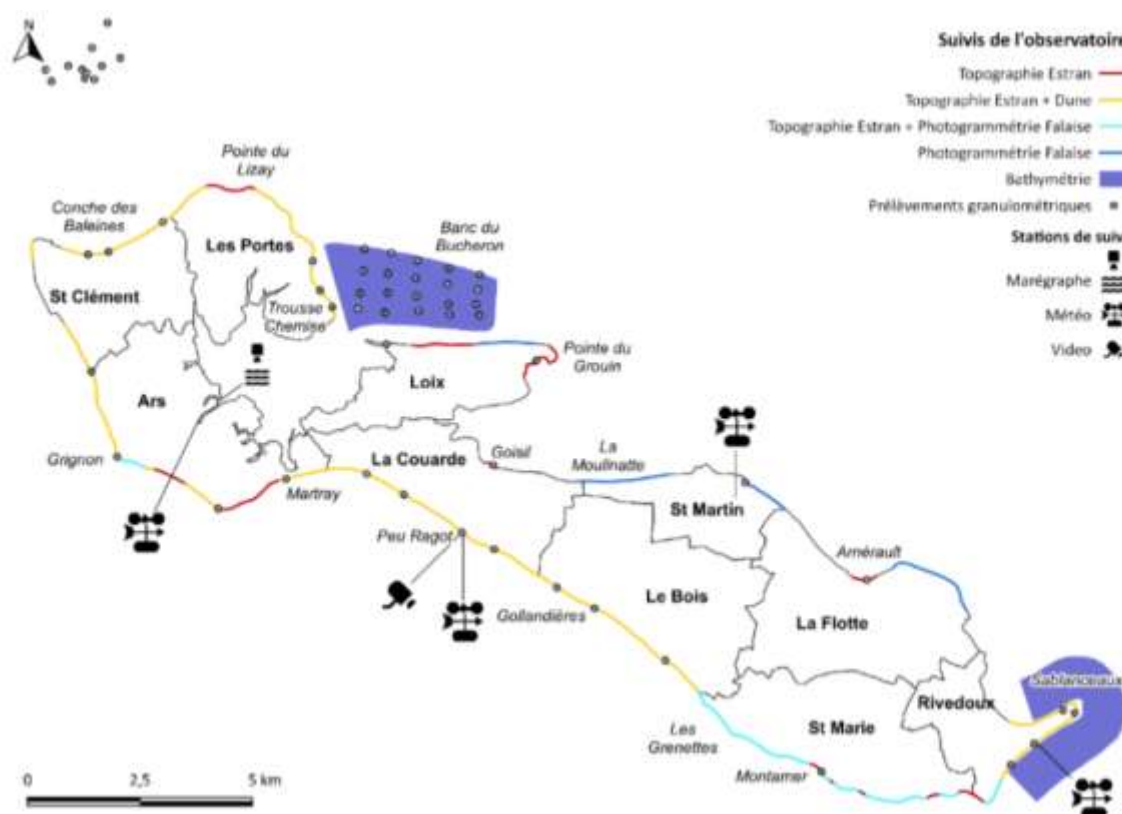 N
Suivis de l'observatoire
Topographie Estran
Topographie Estran + Dune
Topographie Estran + Photogrammétrie Falaise
Photogrammétrie Falaise
Bathymétrie
Prélèvements granulométriques
Stations de suivi
Marégraphe
Météo
Video
Pointe du
Lizay
Conche des
Baleines
Les Portes
Banc du
Bucheron
St Clément
Trousse
Chemise
Pointe du
Grouin
Loix
Ars
Grignon
La Couarde
Goisil
La
Moulinatte
Martray
St Martin
Peu Ragot
Arnérault
Le Bois
Gollandières
La Flotte
Sablanceaux
Rivedoux
St Marie
Les
Grenettes
Montamer
0 2,5 5 km